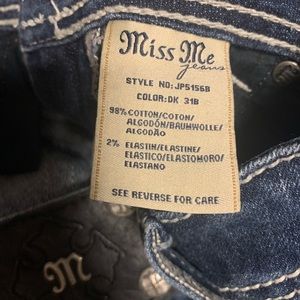 Miss Me
jeans
STYLE NO:JP5156B
COLOR:DK 31B
98% COTTON/COTON/
ALGODÓN/BAUMWOLLE/
ALGODÃO
2% ELASTIN/ELASTINE/
ELASTICO/ELASTOMORO/
ELASTANO
SEE REVERSE FOR CARE
M